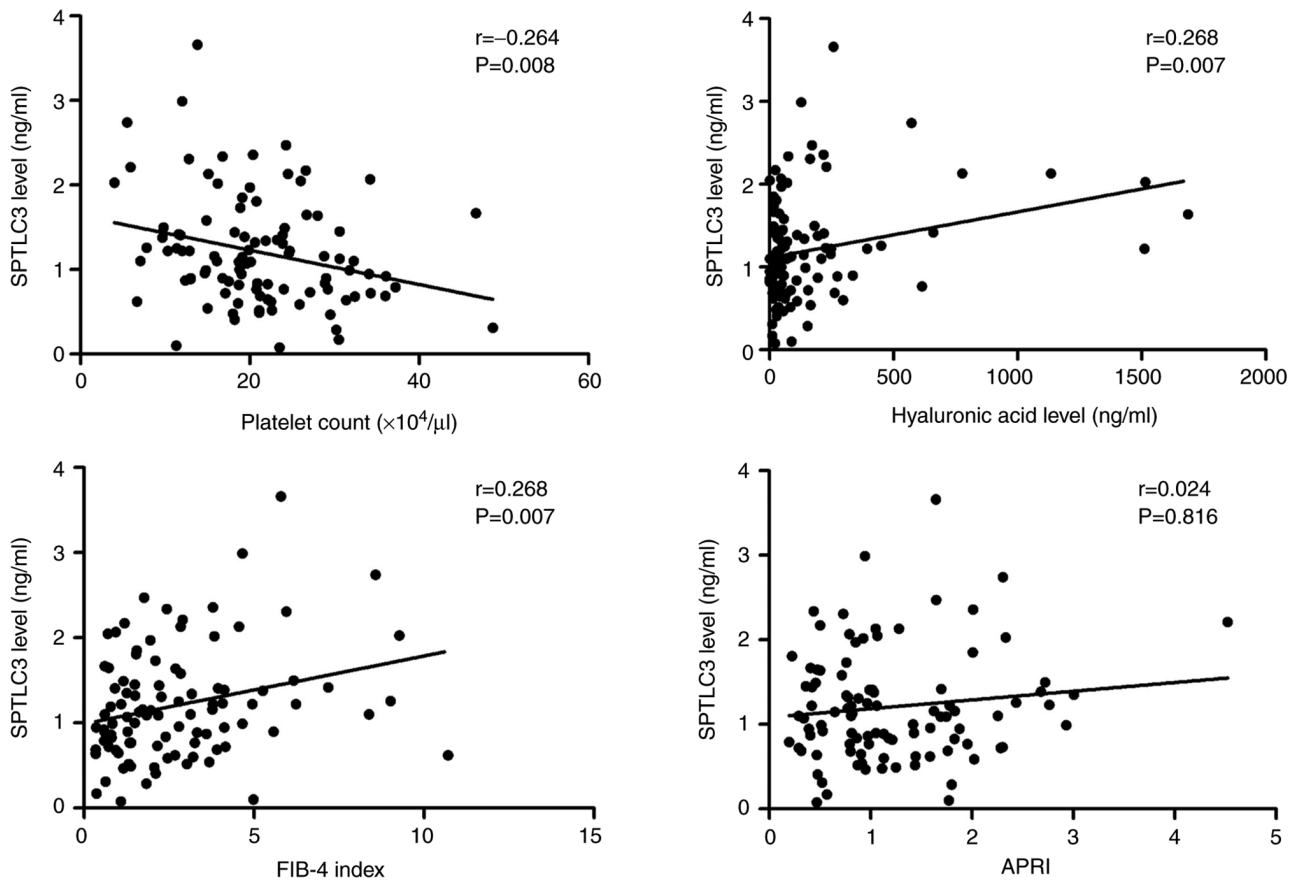 SPTLC3 level (ng/ml)
4
3
2
1
0
r=–0.264
P=0.008
0 20 40 60
Platelet count (×10⁴/μl)
SPTLC3 level (ng/ml)
4
3
2
1
0
r=0.268
P=0.007
0 500 1000 1500 2000
Hyaluronic acid level (ng/ml)
SPTLC3 level (ng/ml)
4
3
2
1
0
r=0.268
P=0.007
0 5 10 15
FIB-4 index
SPTLC3 level (ng/ml)
4
3
2
1
0
r=0.024
P=0.816
0 1 2 3 4 5
APRI